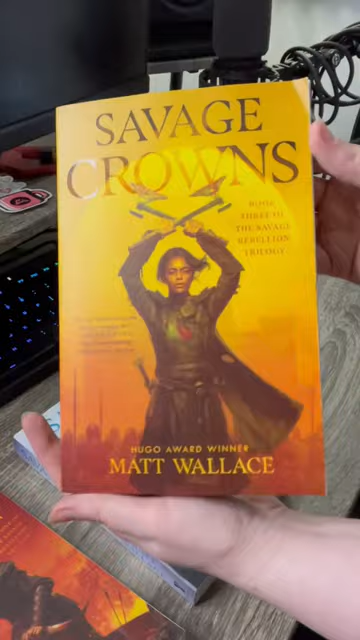 SAVAGE
CROWNS
BOOK
THREE OF
THE SAVAGE
REBELLION
TRILOGY
HUGO AWARD WINNER
MATT WALLACE